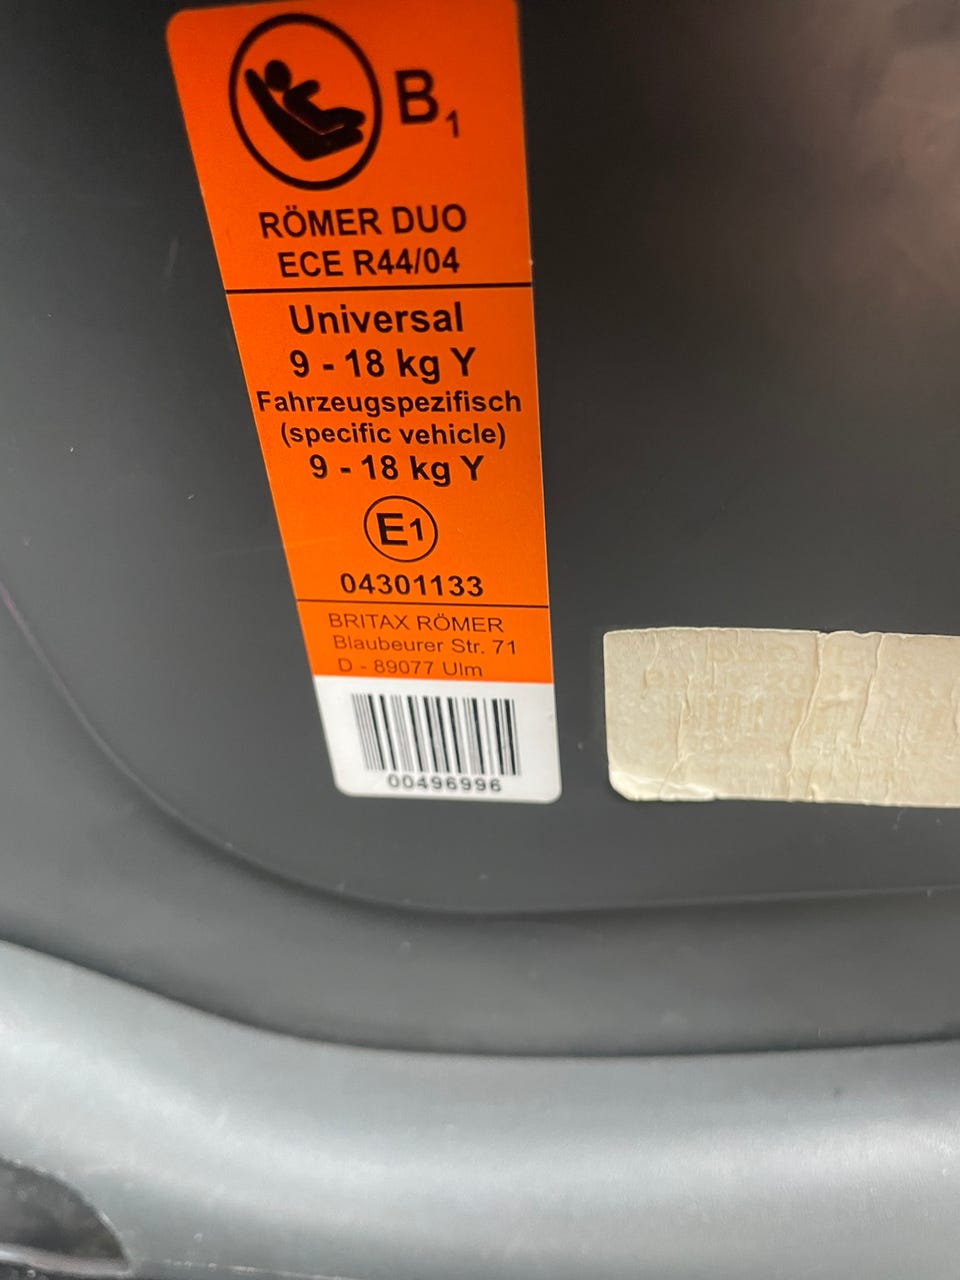 B1
RÖMER DUO
ECE R44/04
Universal
9 - 18 kg Y
Fahrzeugspezifisch
(specific vehicle)
9 - 18 kg Y
E1
04301133
BRITAX RÖMER
Blaubeurer Str. 71
D - 89077 Ulm
00496996